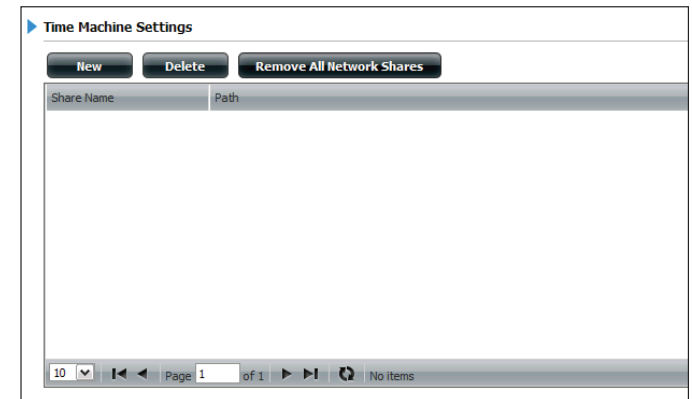 Time Machine Settings
New Delete Remove All Network Shares
Share Name Path
10 Page 1 of 1 No items